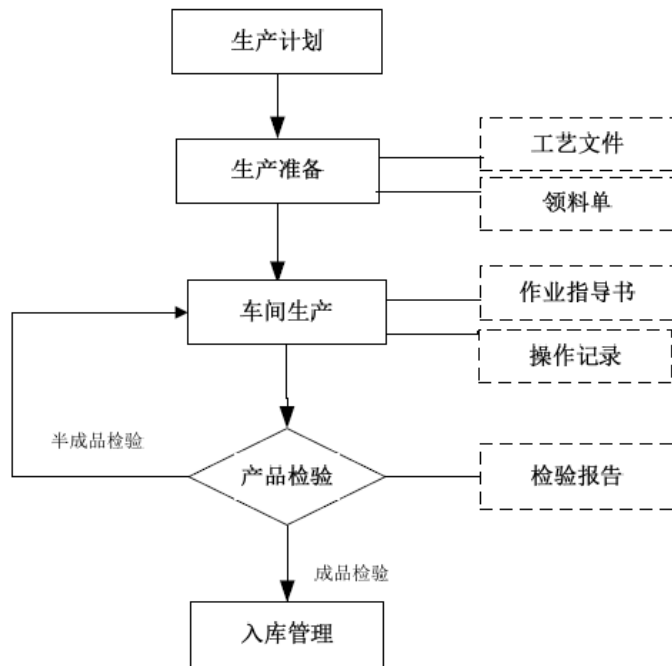 生产计划
生产准备
工艺文件
领料单
车间生产
作业指导书
操作记录
半成品检验
产品检验
检验报告
成品检验
入库管理